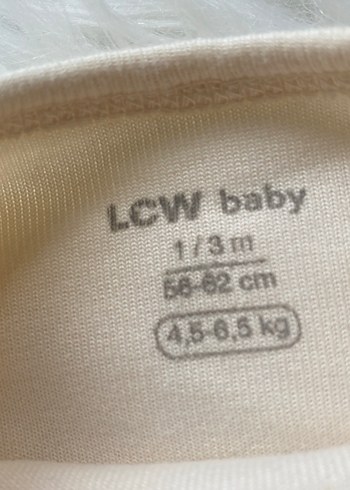 LCW baby
1/3 m
56-62 cm
4,5-6,5 kg